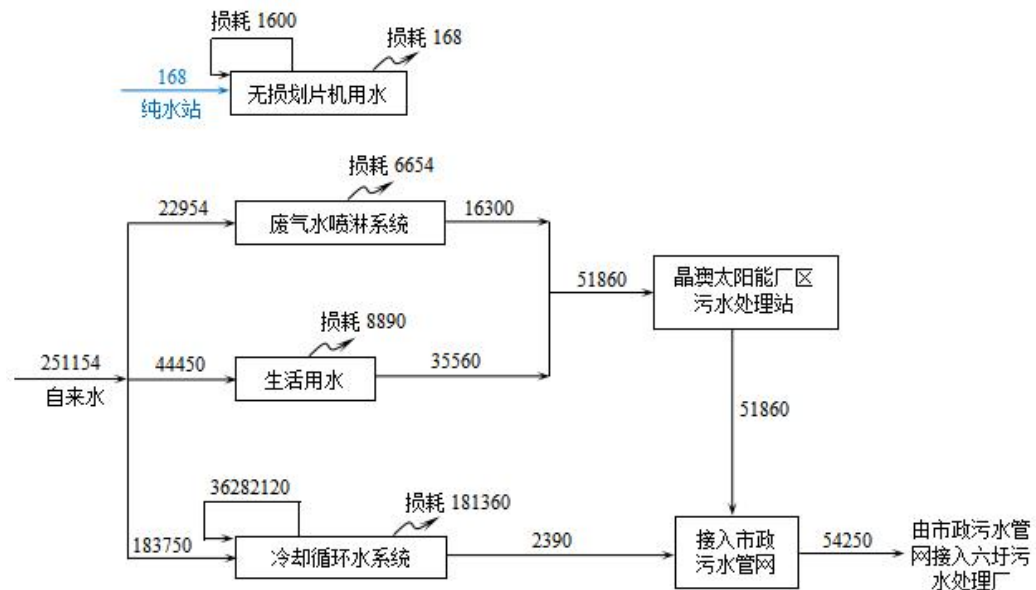 损耗 1600
损耗 168
168
纯水站
无损划片机用水
损耗 6654
22954
废气水喷淋系统
16300
51860
晶澳太阳能厂区
污水处理站
损耗 8890
251154
自来水
44450
生活用水
35560
51860
36282120
损耗 181360
183750
冷却循环水系统
2390
接入市政
污水管网
54250
由市政污水管
网接入六圩污
水处理厂